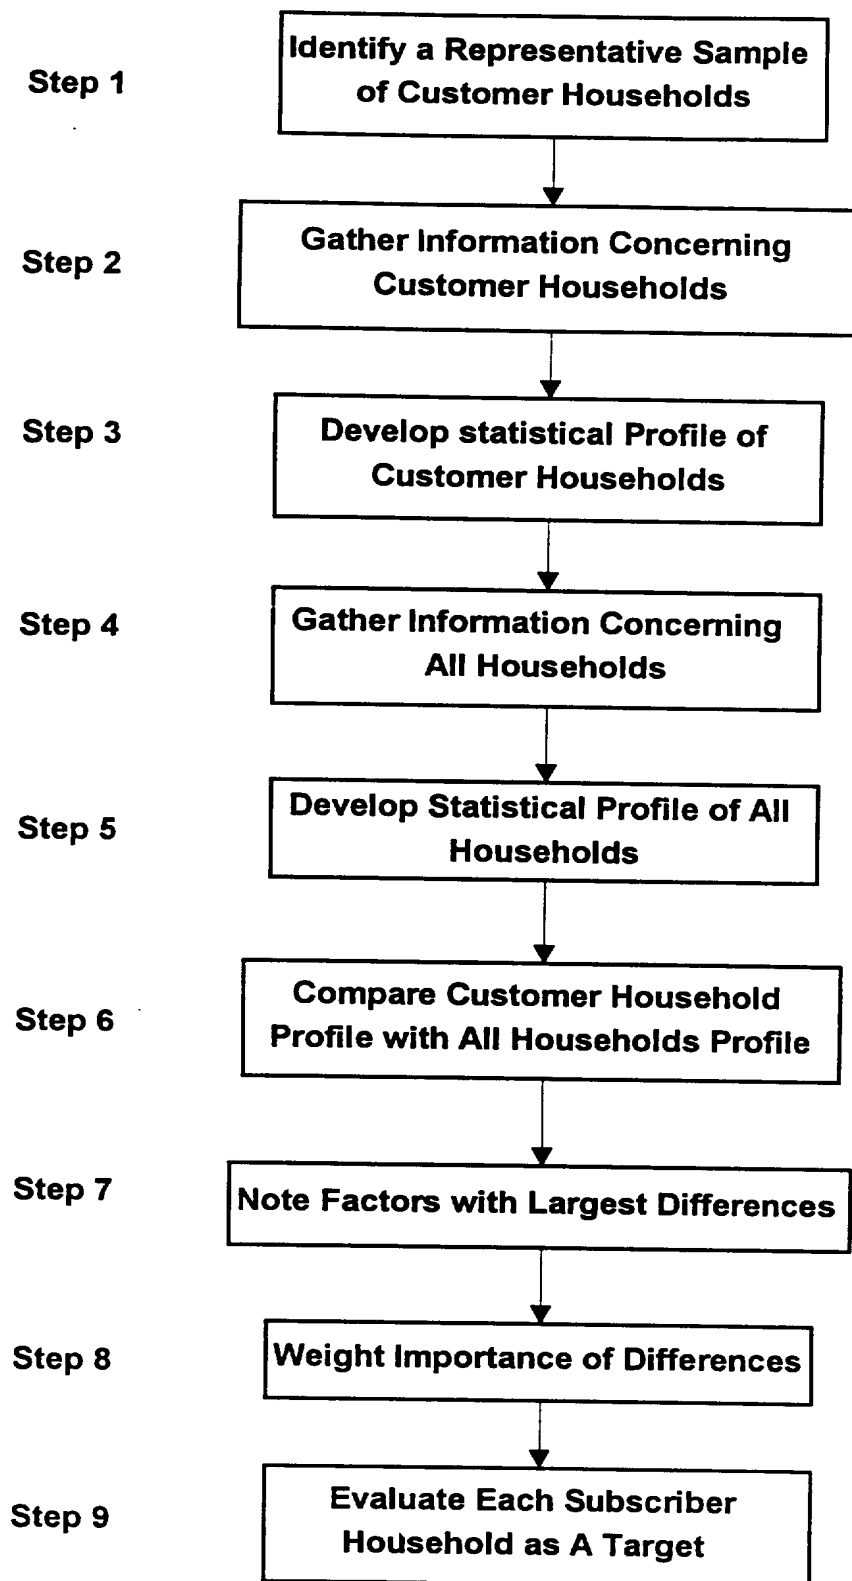 Step 1
Identify a Representative Sample
of Customer Households
Step 2
Gather Information Concerning
Customer Households
Step 3
Develop statistical Profile of
Customer Households
Step 4
Gather Information Concerning
All Households
Step 5
Develop Statistical Profile of All
Households
Step 6
Compare Customer Household
Profile with All Households Profile
Step 7
Note Factors with Largest Differences
Step 8
Weight Importance of Differences
Step 9
Evaluate Each Subscriber
Household as A Target